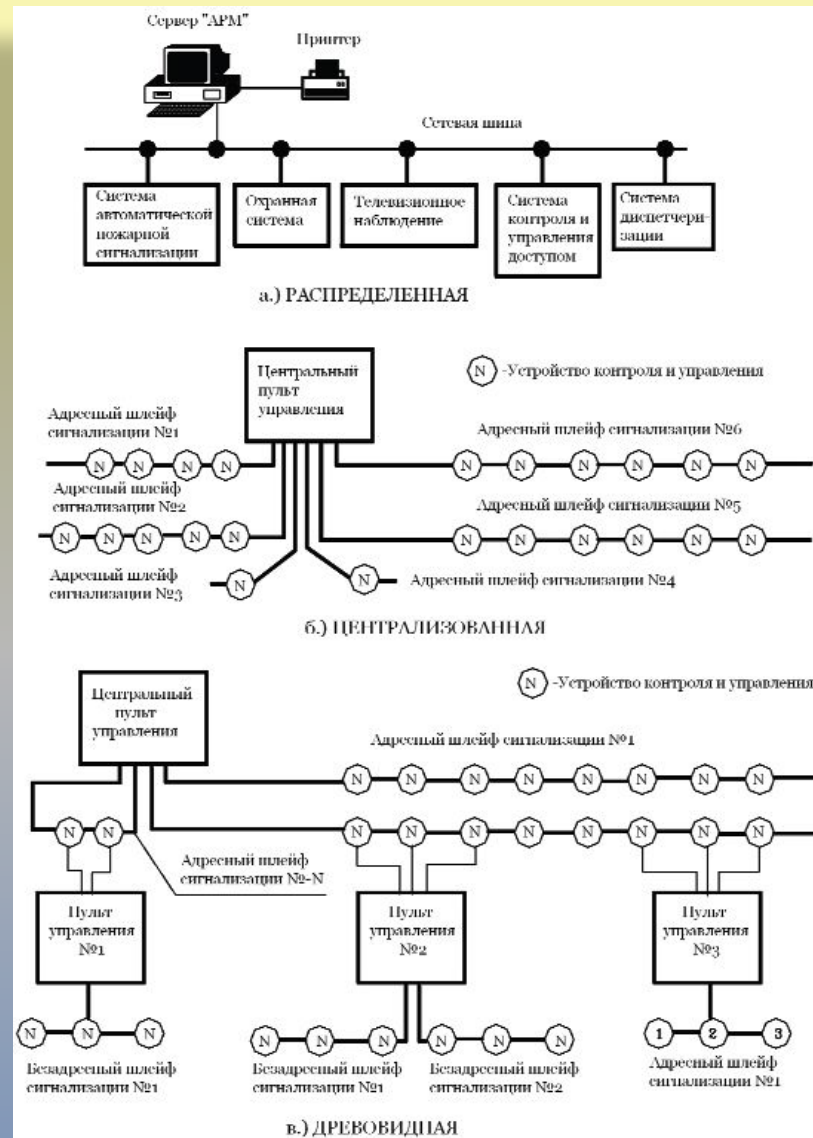 Сервер "АРМ"
Принтер
Сетевая шина
Система
автоматической
пожарной
сигнализации
Охранная
система
Телевизионное
наблюдение
Система
контроля и
управления
доступом
Система
диспетчери-
зации
а.) РАСПРЕДЕЛЕННАЯ
Центральный
пульт
управления
N -Устройство контроля и управления
Адресный шлейф
сигнализации №1
N N N N
Адресный шлейф сигнализации №6
N N N N N N
Адресный шлейф
сигнализации №2
N N N N N
Адресный шлейф сигнализации №5
N N N N N N
Адресный шлейф
сигнализации №3
N
N
Адресный шлейф сигнализации №4
б.) ЦЕНТРАЛИЗОВАННАЯ
Центральный
пульт
управления
N -Устройство контроля и управления
Адресный шлейф сигнализации №1
N N N N N N N N
N N
N N N N N N N N
Адресный шлейф
сигнализации №2-N
Пульт
управления
№1
Пульт
управления
№2
Пульт
управления
№3
N N N
N N N
N N N
1 2 3
Безадресный шлейф
сигнализации №1
Безадресный шлейф
сигнализации №1
Безадресный шлейф
сигнализации №2
Адресный шлейф
сигнализации №1
в.) ДРЕВОВИДНАЯ